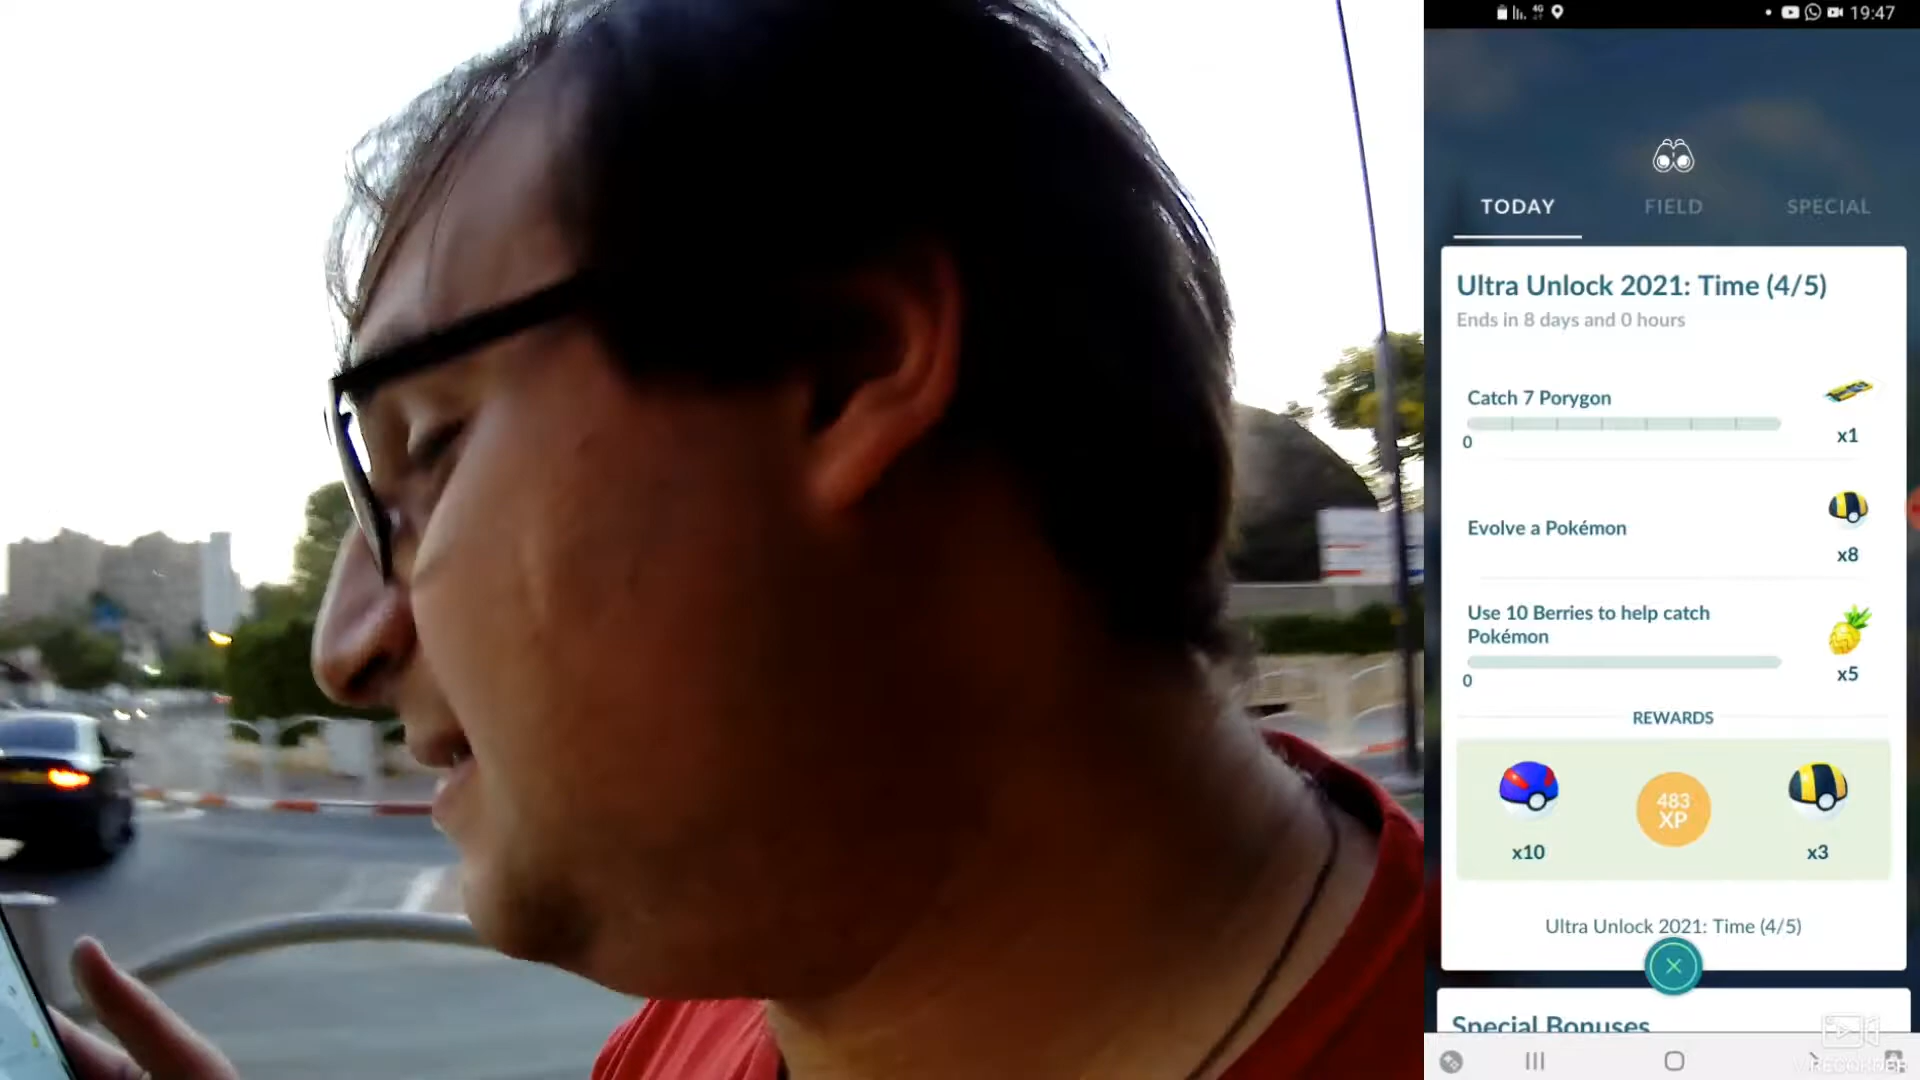 4G
19:47
TODAY
FIELD
SPECIAL
Ultra Unlock 2021: Time (4/5)
Ends in 8 days and 0 hours
Catch 7 Porygon
0
x1
Evolve a Pokémon
x8
Use 10 Berries to help catch
Pokémon
0
x5
REWARDS
483
XP
x10
x3
Ultra Unlock 2021: Time (4/5)
Special Bonuses